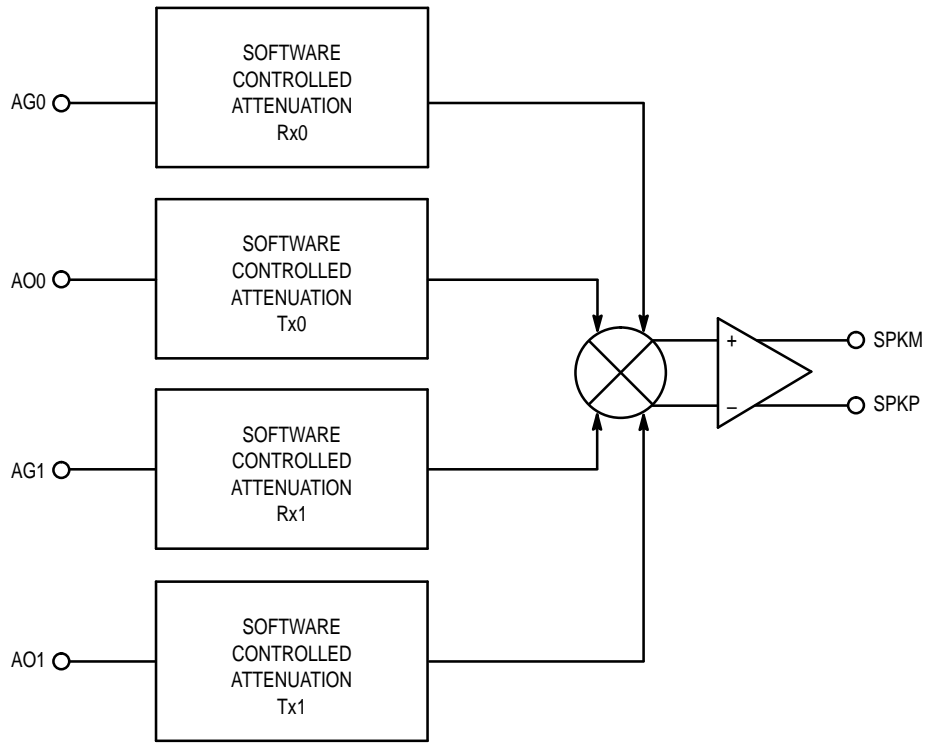 AG0
SOFTWARE
CONTROLLED
ATTENUATION
Rx0
AO0
SOFTWARE
CONTROLLED
ATTENUATION
Tx0
+
SPKM
–
SPKP
AG1
SOFTWARE
CONTROLLED
ATTENUATION
Rx1
AO1
SOFTWARE
CONTROLLED
ATTENUATION
Tx1